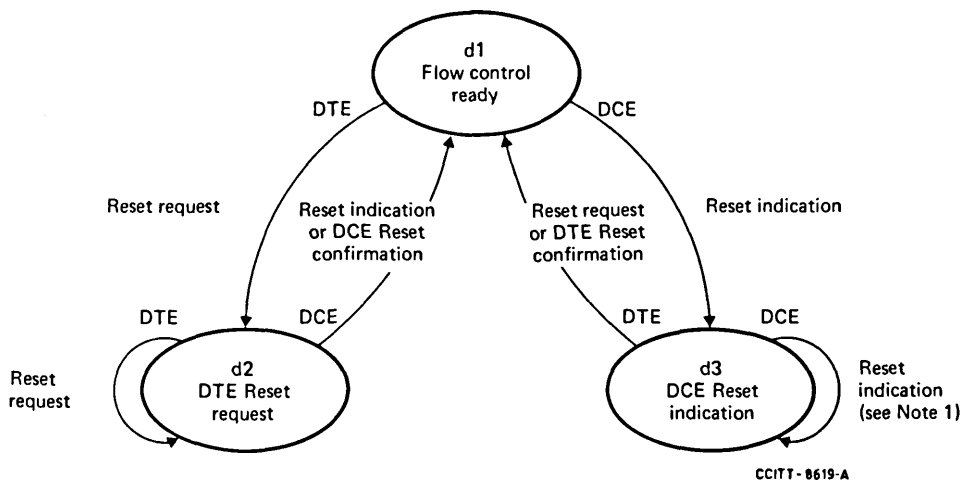 d1
Flow control
ready
DTE
DCE
Reset request
Reset indication
or DCE Reset
confirmation
Reset request
or DTE Reset
confirmation
Reset indication
DTE
DCE
DTE
DCE
Reset
request
d2
DTE Reset
request
d3
DCE Reset
indication
Reset
indication
(see Note 1)
CCITT-8619-A